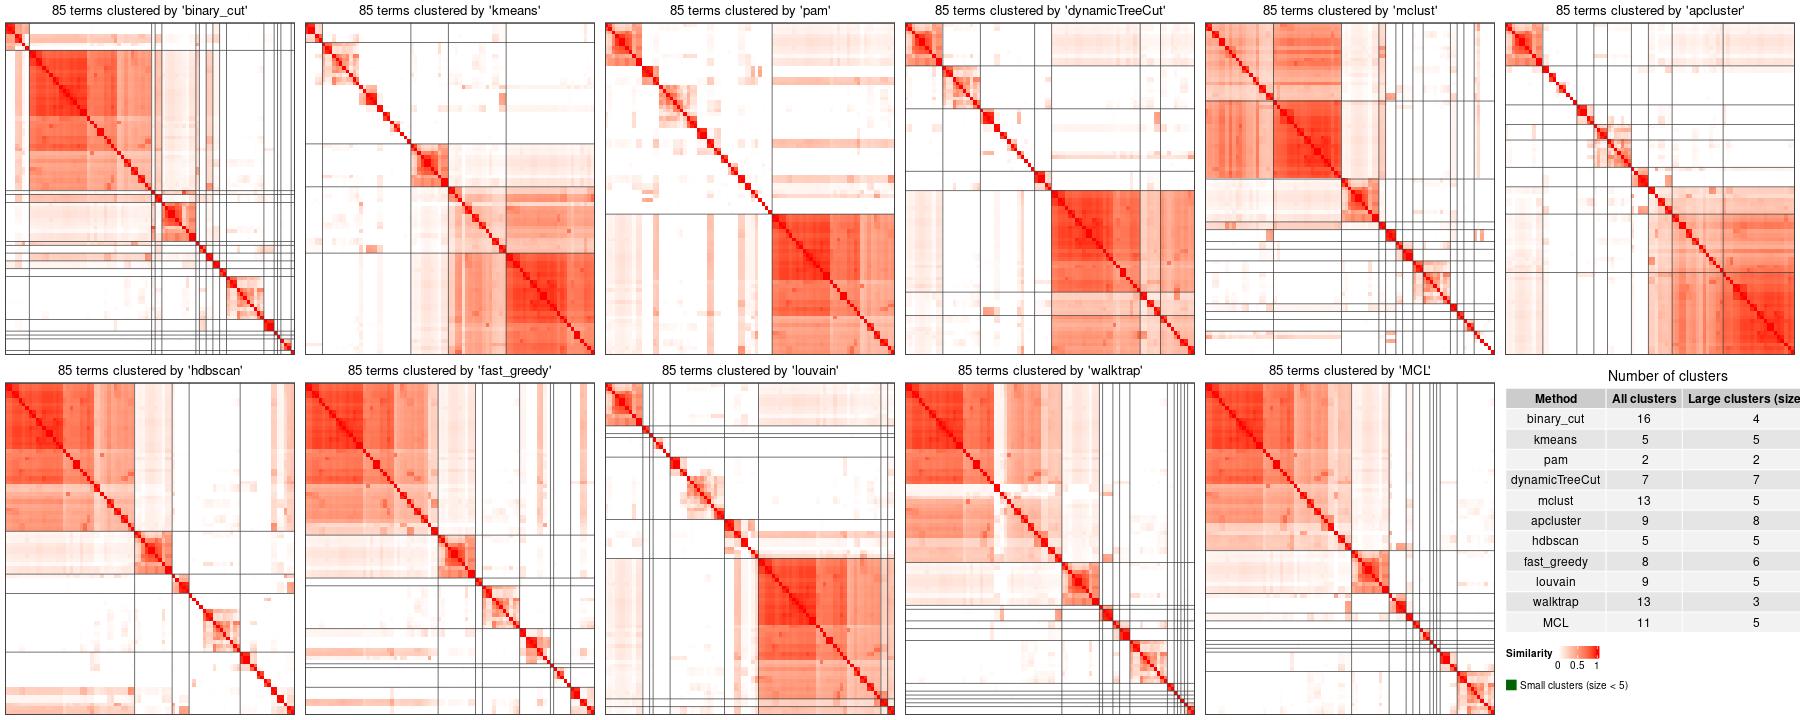 85 terms clustered by 'binary_cut'
85 terms clustered by 'kmeans'
85 terms clustered by 'pam'
85 terms clustered by 'dynamicTreeCut'
85 terms clustered by 'mclust'
85 terms clustered by 'apcluster'
85 terms clustered by 'hdbscan'
85 terms clustered by 'fast_greedy'
85 terms clustered by 'louvain'
85 terms clustered by 'walktrap'
85 terms clustered by 'MCL'
Number of clusters
Method All clusters Large clusters (size
binary_cut 16 4
kmeans 5 5
pam 2 2
dynamicTreeCut 7 7
mclust 13 5
apcluster 9 8
hdbscan 5 5
fast_greedy 8 6
louvain 9 5
walktrap 13 3
MCL 11 5
Similarity
0 0.5 1
Small clusters (size < 5)